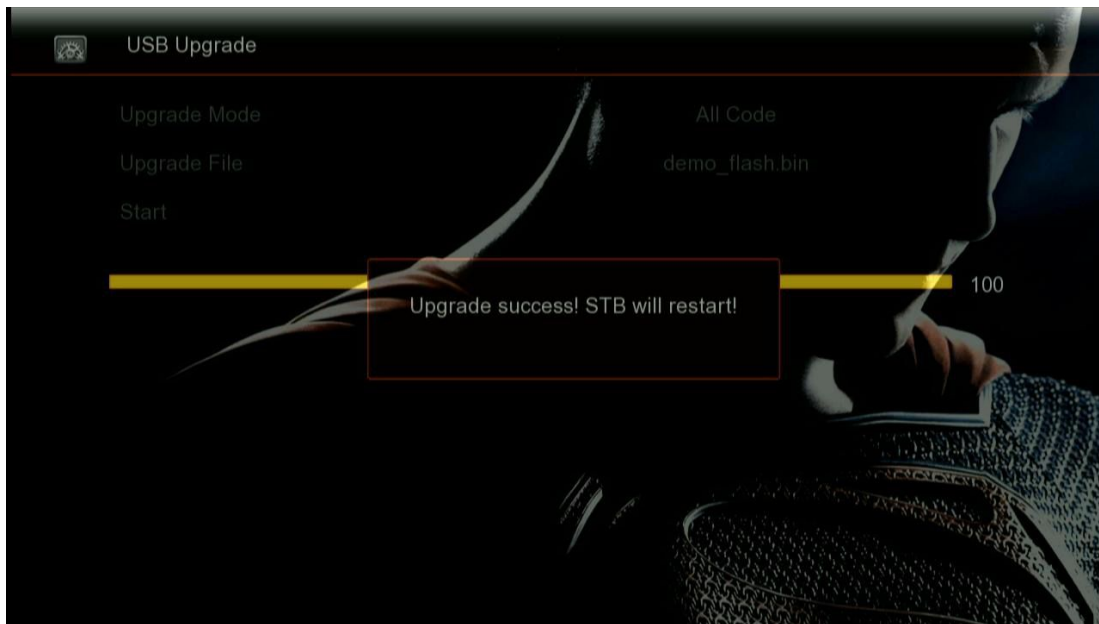 USB Upgrade
Upgrade Mode All Code
Upgrade File demo_flash.bin
Start
100
Upgrade success! STB will restart!